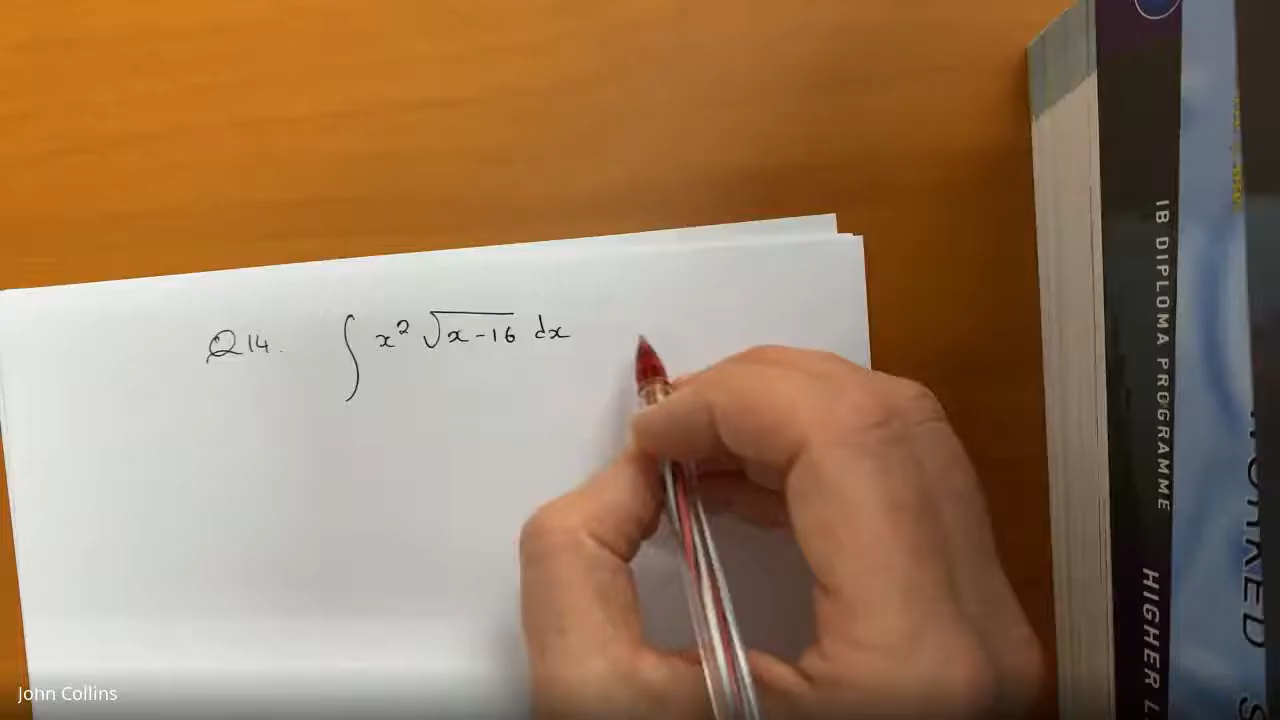 Q14. ∫ x² √x-16 dx
IB DIPLOMA PROGRAMME
HIGHER
John Collins